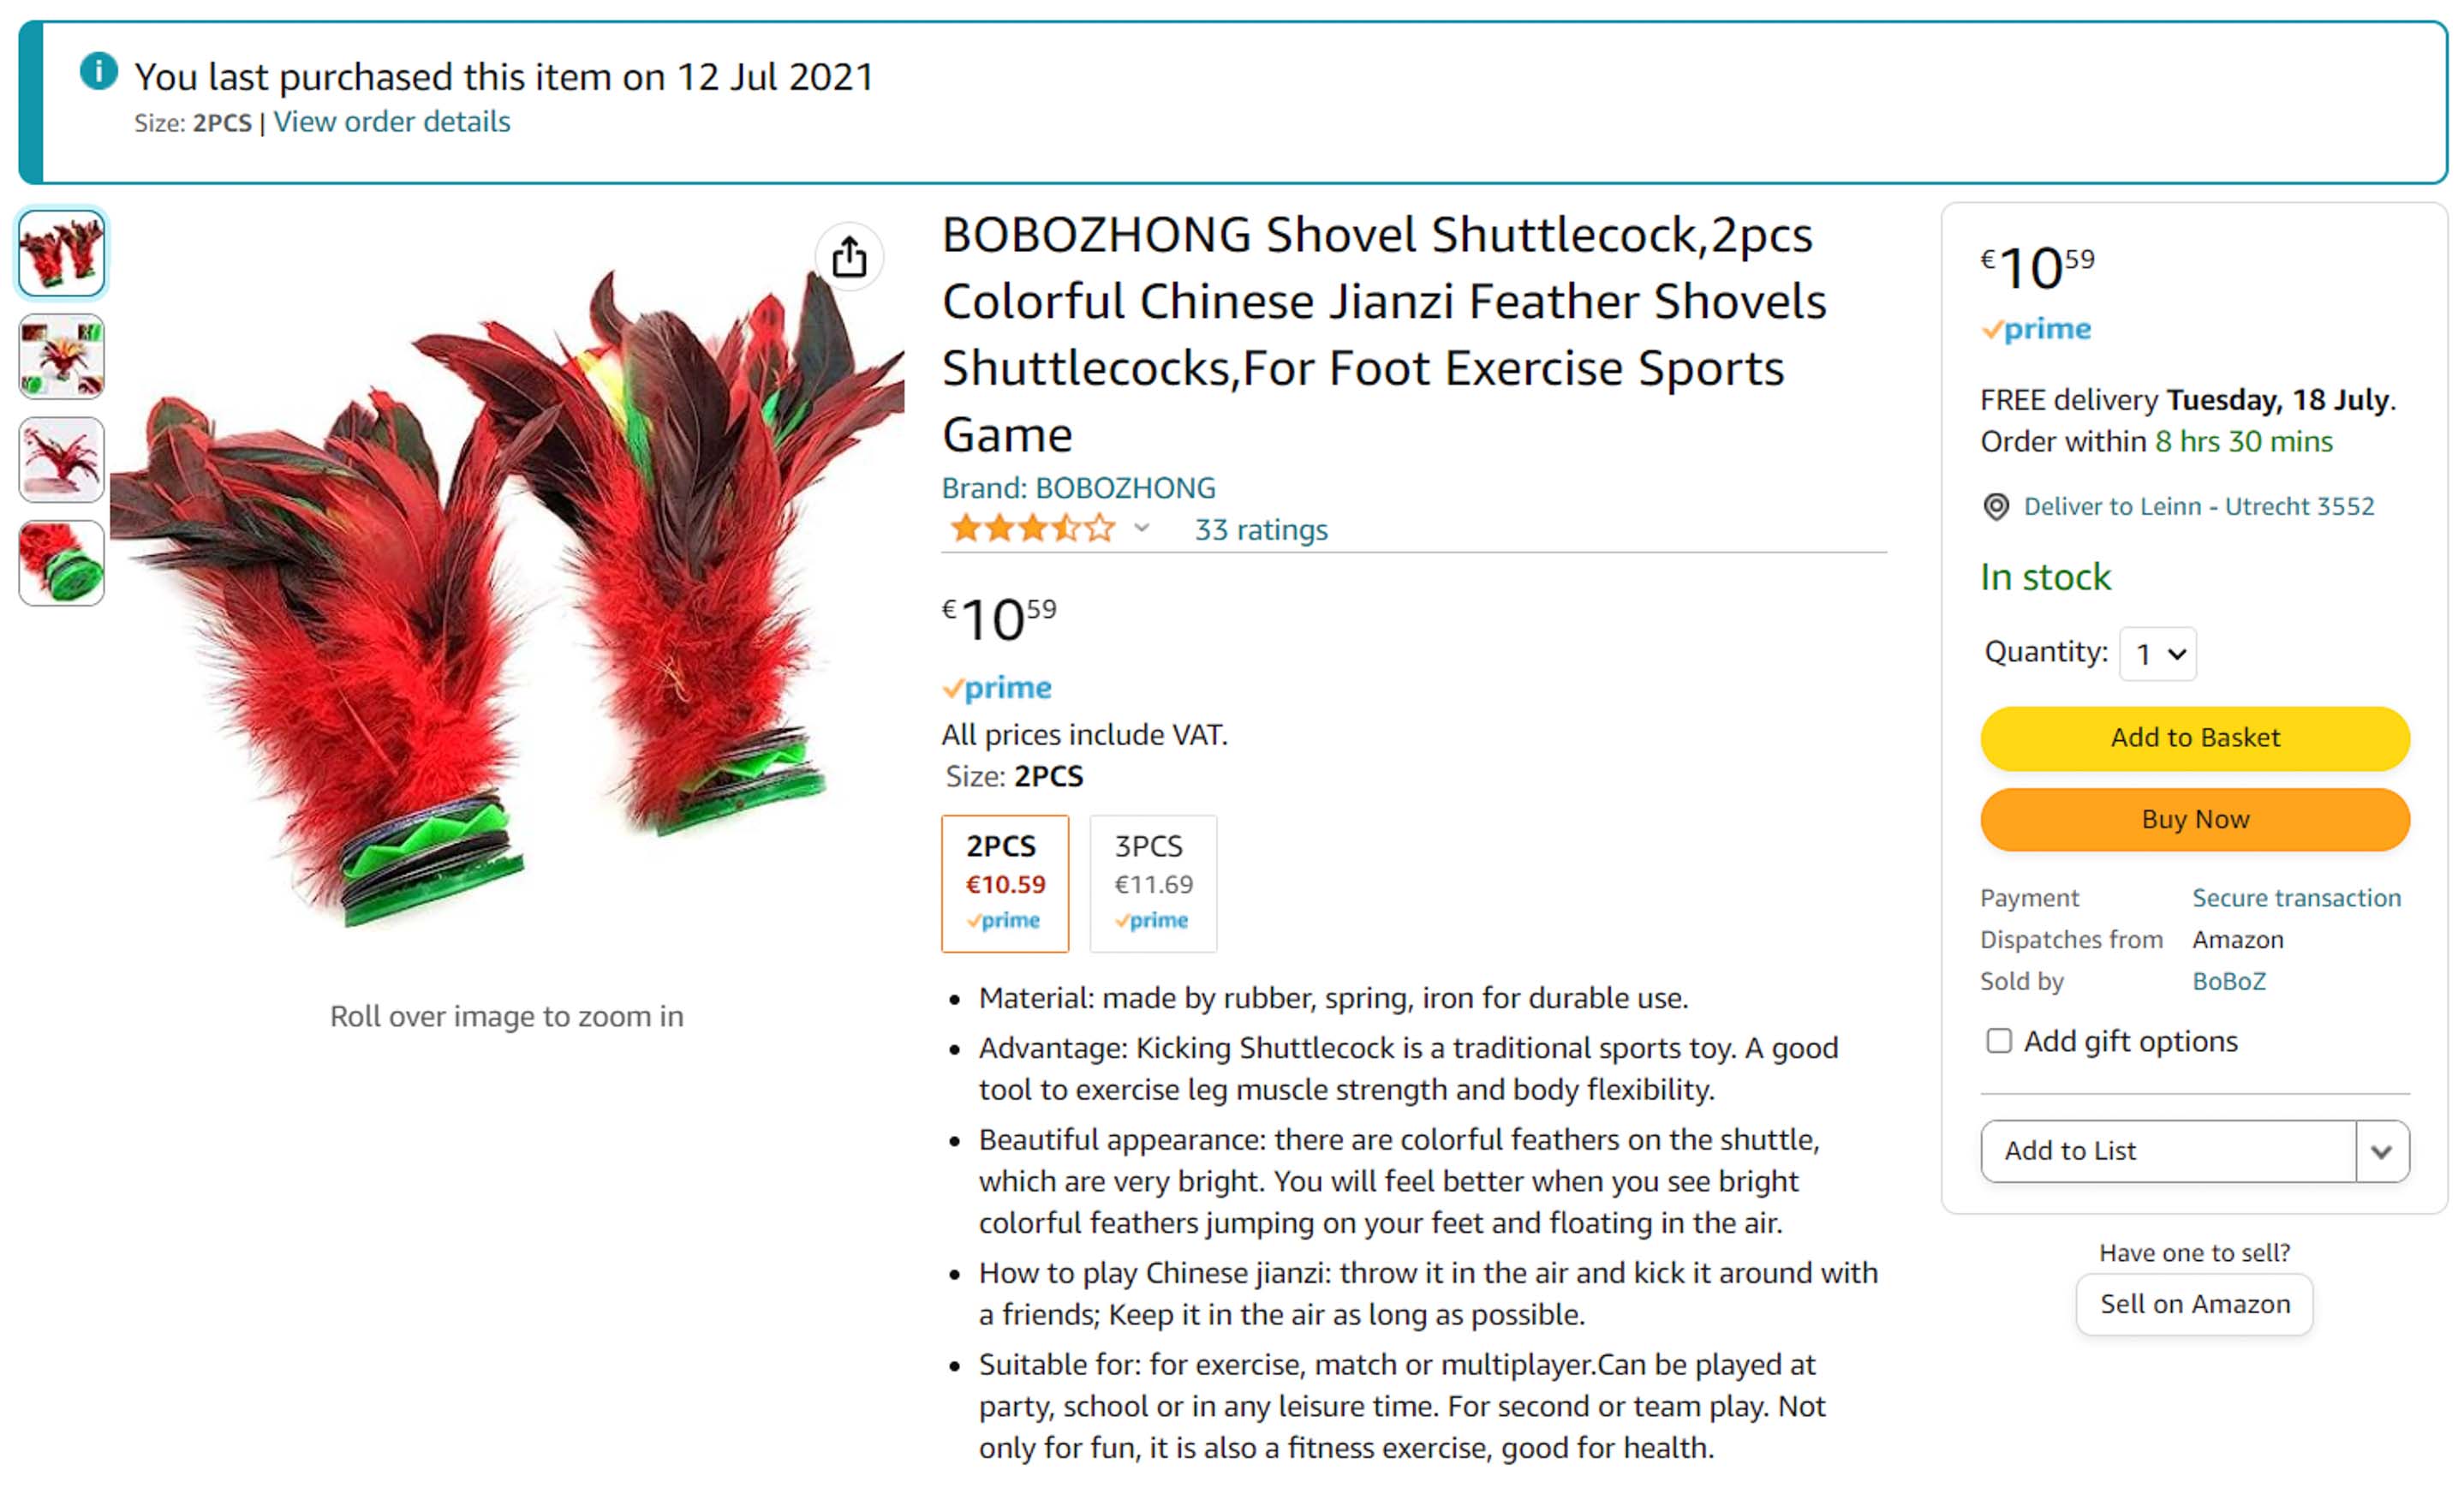 You last purchased this item on 12 Jul 2021
Size: 2PCS | View order details
BOBOZHONG Shovel Shuttlecock,2pcs
Colorful Chinese Jianzi Feather Shovels
Shuttlecocks,For Foot Exercise Sports
Game
Brand: BOBOZHONG
33 ratings
€10 59
prime
All prices include VAT.
Size: 2PCS
2PCS
€10.59
prime
3PCS
€11.69
prime
Material: made by rubber, spring, iron for durable use.
Advantage: Kicking Shuttlecock is a traditional sports toy. A good
tool to exercise leg muscle strength and body flexibility.
Beautiful appearance: there are colorful feathers on the shuttle,
which are very bright. You will feel better when you see bright
colorful feathers jumping on your feet and floating in the air.
How to play Chinese jianzi: throw it in the air and kick it around with
a friends; Keep it in the air as long as possible.
Suitable for: for exercise, match or multiplayer.Can be played at
party, school or in any leisure time. For second or team play. Not
only for fun, it is also a fitness exercise, good for health.
Roll over image to zoom in
€10 59
prime
FREE delivery Tuesday, 18 July.
Order within 8 hrs 30 mins
Deliver to Leinn - Utrecht 3552
In stock
Quantity: 1
Add to Basket
Buy Now
Payment Secure transaction
Dispatches from Amazon
Sold by BoBoZ
Add gift options
Add to List
Have one to sell?
Sell on Amazon